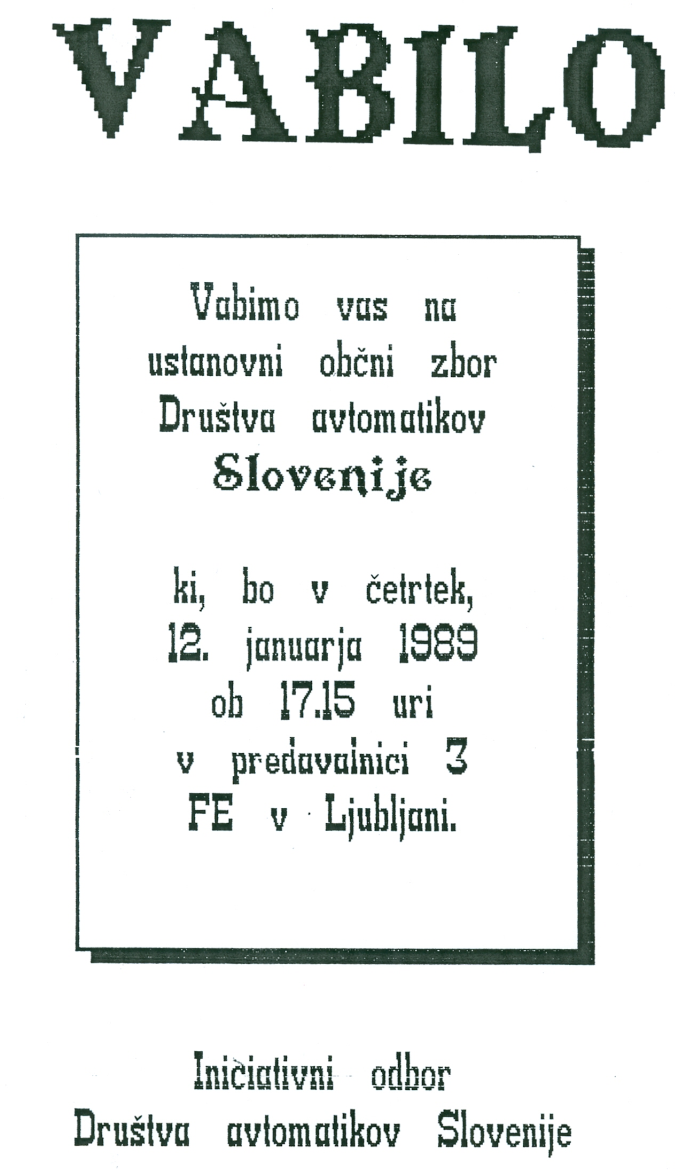 VABILO
Vabimo vas na
ustanovni občni zbor
Društva avtomatikov
Slovenije
ki, bo v četrtek,
12. januarja 1989
ob 17.15 uri
v predavalnici 3
FE v Ljubljani.
Iniciativni odbor
Društva avtomatikov Slovenije